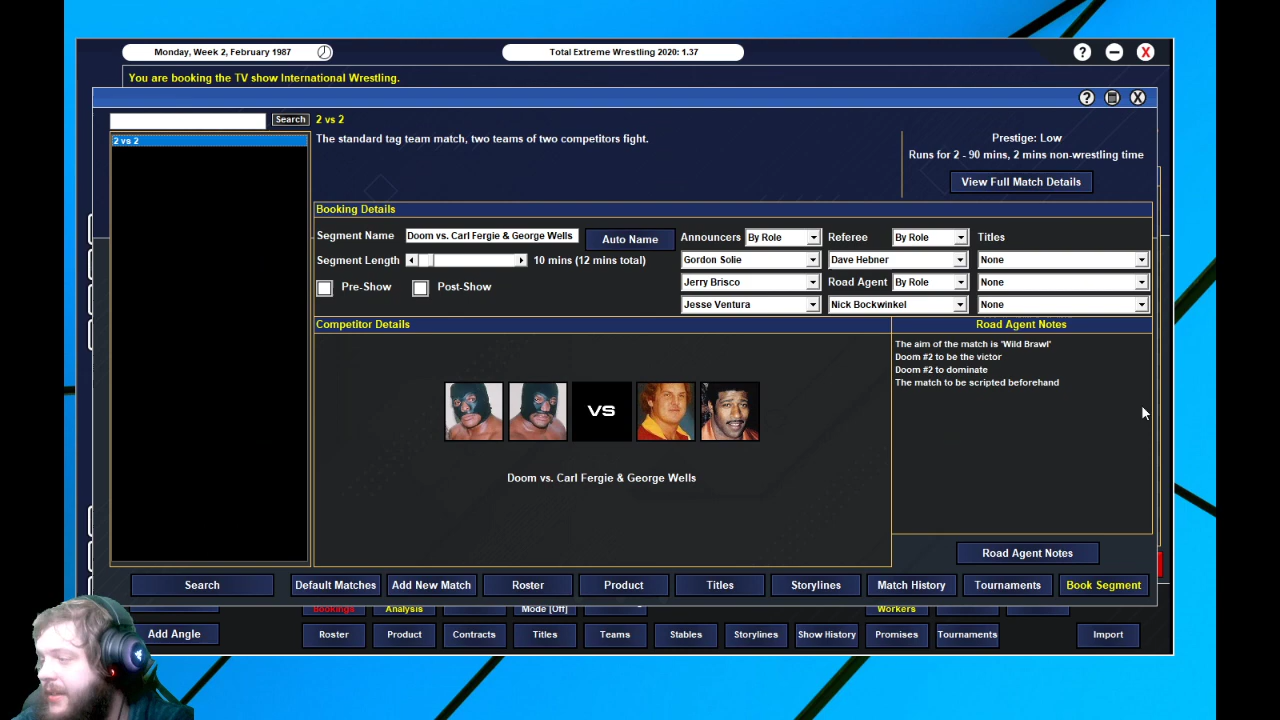 Monday, Week 2, February 1987
Total Extreme Wrestling 2020: 1.37
?
X
You are booking the TV show International Wrestling.
?
X
Search
2 vs 2
2 vs 2
The standard tag team match, two teams of two competitors fight.
Prestige: Low
Runs for 2 - 90 mins, 2 mins non-wrestling time
View Full Match Details
Booking Details
Segment Name
Doom vs. Carl Fergie & George Wells
Auto Name
Announcers
By Role
Referee
By Role
Titles
Segment Length
10 mins (12 mins total)
Gordon Solie
Dave Hebner
None
Pre-Show
Post-Show
Jerry Brisco
Road Agent
By Role
None
Jesse Ventura
Nick Bockwinkel
None
Competitor Details
Road Agent Notes
The aim of the match is 'Wild Brawl'
Doom #2 to be the victor
Doom #2 to dominate
The match to be scripted beforehand
VS
Doom vs. Carl Fergie & George Wells
Road Agent Notes
Search
Default Matches
Add New Match
Roster
Product
Titles
Storylines
Match History
Tournaments
Book Segment
Bookings
Analysis
Mode [Off]
Workers
Add Angle
Roster
Product
Contracts
Titles
Teams
Stables
Storylines
Show History
Promises
Tournaments
Import